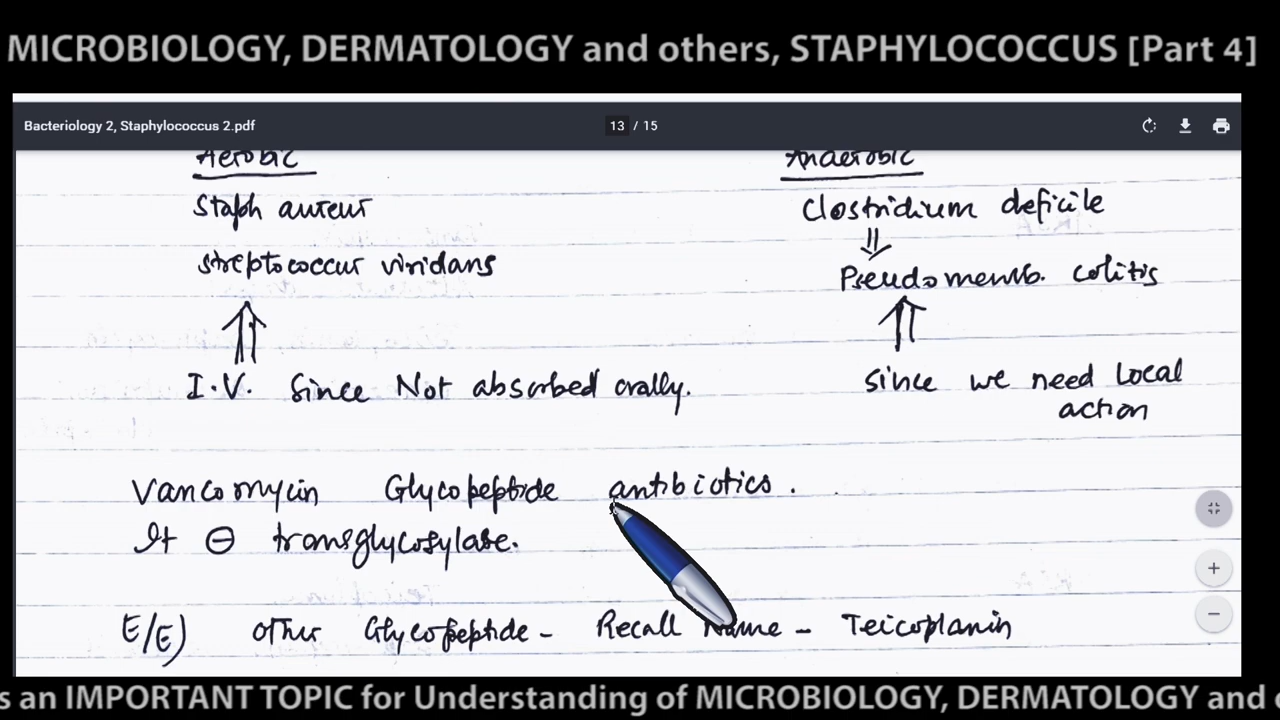 MICROBIOLOGY, DERMATOLOGY and others, STAPHYLOCOCCUS [Part 4]
Bacteriology 2, Staphylococcus 2.pdf 13 / 15
Aerobic Anaerobic
Staph aureur Clostridium deficile
streptococcur viridans Pseudomemb. colitis
I.V. Since Not absorbed orally. since we need Local
action
Vancomycin Glycopeptide antibiotics.
It ⊖ transglycosylase.
E/E) other Glycopeptide - Recall Name - Teicoplanin
s an IMPORTANT TOPIC for Understanding of MICROBIOLOGY, DERMATOLOGY and